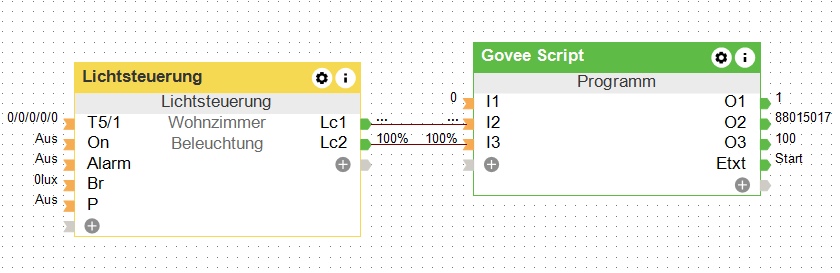 Lichtsteuerung
Lichtsteuerung
0/0/0/0/0
T5/1
Wohnzimmer
Lc1
...
Aus
On
Beleuchtung
Lc2
100%
Aus
Alarm
0lux
Br
Aus
P
Govee Script
Programm
0
I1
O1
1
...
I2
O2
88015017
100%
I3
O3
100
Etxt
Start